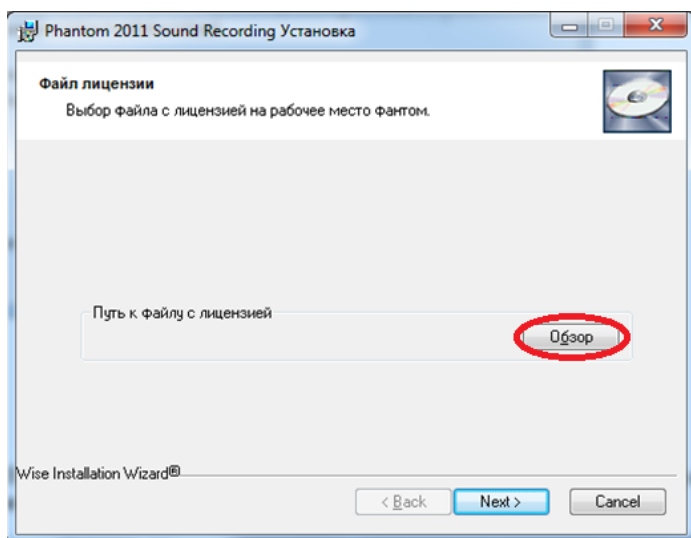 Phantom 2011 Sound Recording Установка
Файл лицензии
Выбор файла с лицензией на рабочее место фантом.
Путь к файлу с лицензией
Обзор
Wise Installation Wizard®
< Back Next > Cancel